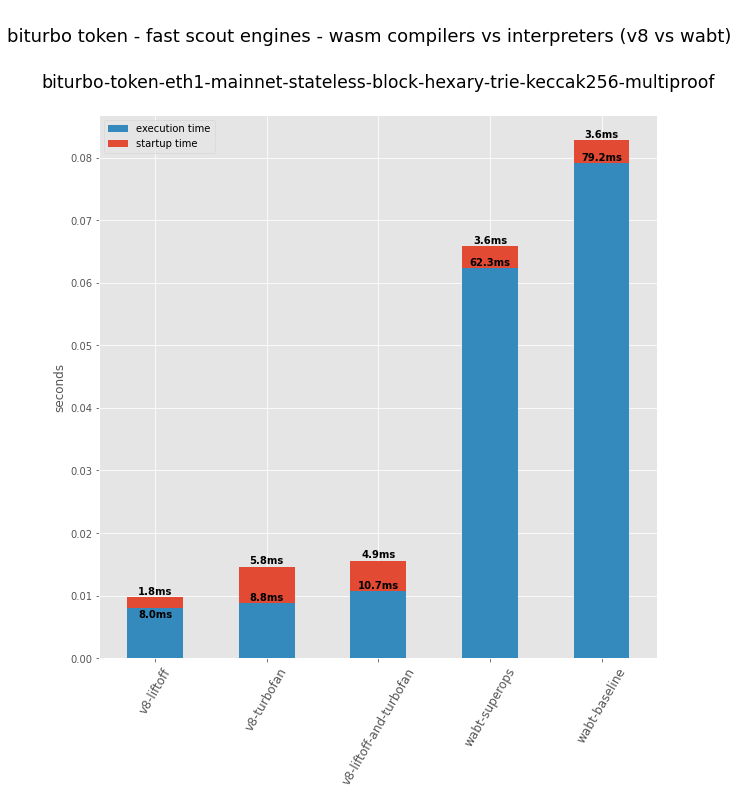 biturbo token - fast scout engines - wasm compilers vs interpreters (v8 vs wabt)
biturbo-token-eth1-mainnet-stateless-block-hexary-trie-keccak256-multiproof
execution time
startup time
seconds
0.08
0.07
0.06
0.05
0.04
0.03
0.02
0.01
0.00
1.8ms
8.0ms
5.8ms
8.8ms
4.9ms
10.7ms
3.6ms
62.3ms
3.6ms
79.2ms
v8-liftoff
v8-turbofan
v8-liftoff-and-turbofan
wabt-superops
wabt-baseline